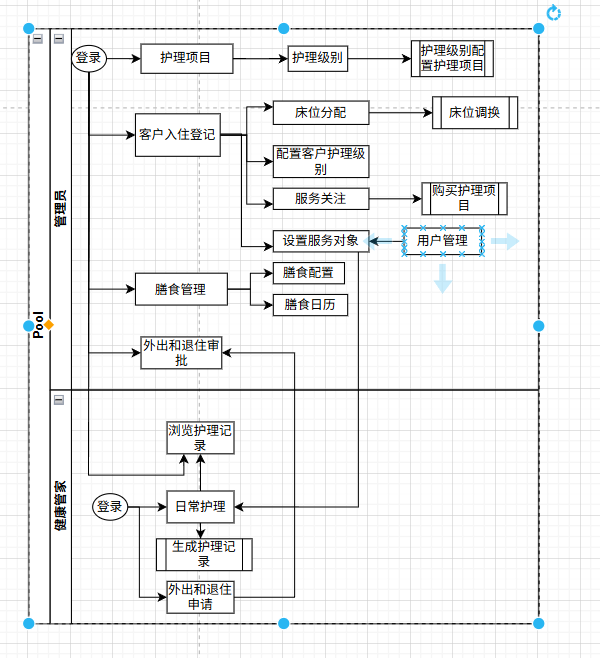 Pool
管理员
登录
护理项目
护理级别
护理级别配
置护理项目
客户入住登记
床位分配
床位调换
配置客户护理级
别
服务关注
购买护理项
目
设置服务对象
用户管理
膳食管理
膳食配置
膳食日历
外出和退住审
批
健康管家
浏览护理记
录
登录
日常护理
生成护理记
录
外出和退住
申请